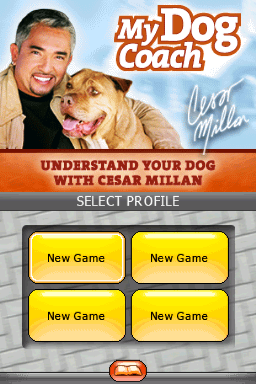 My Dog
Coach
Cesar
Millan
UNDERSTAND YOUR DOG
WITH CESAR MILLAN
SELECT PROFILE
New Game
New Game
New Game
New Game